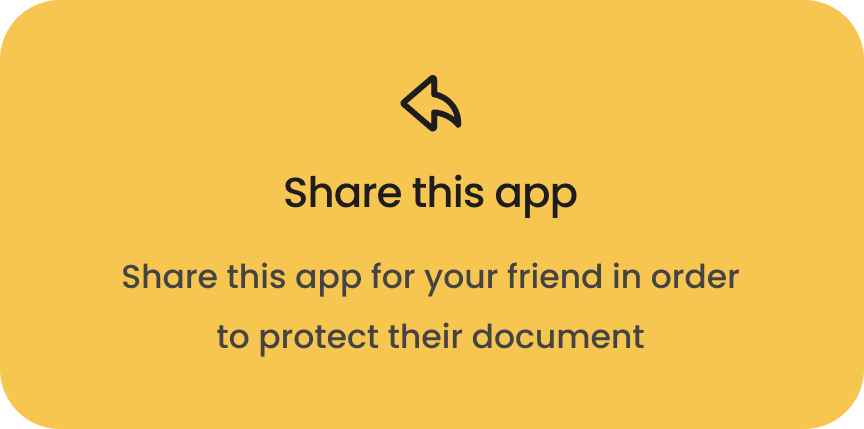 Share this app
Share this app for your friend in order
to protect their document